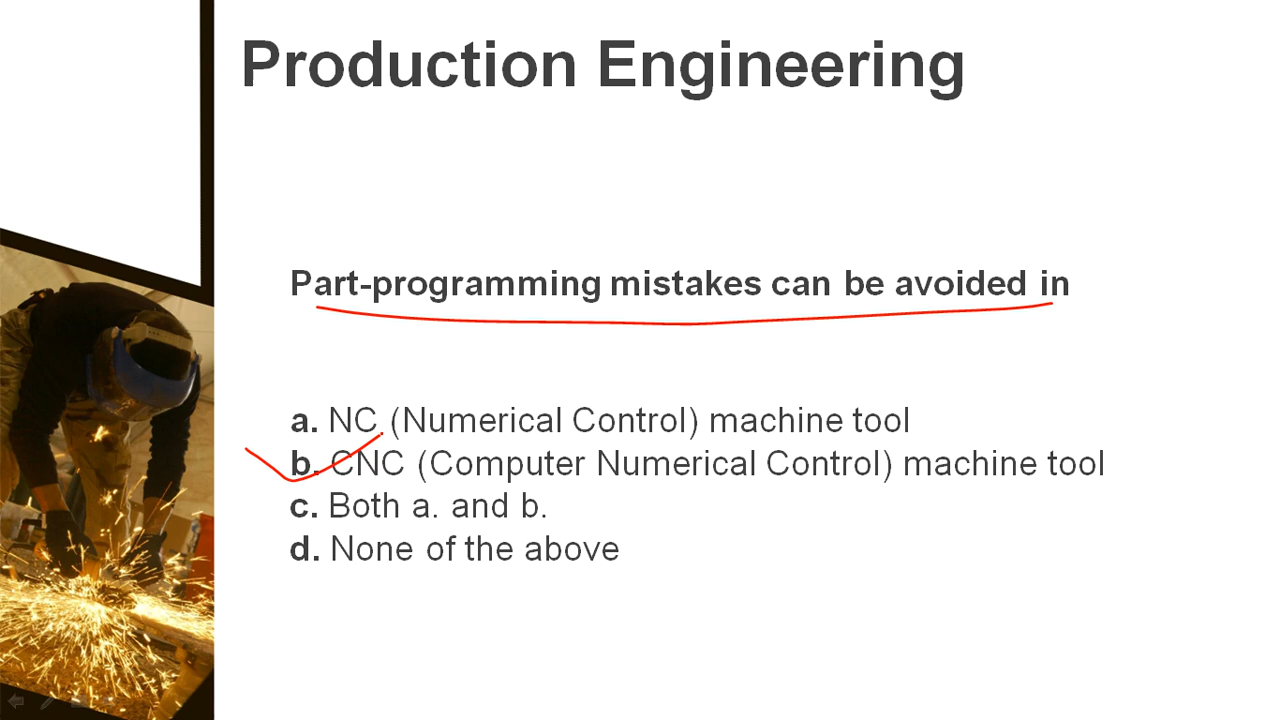 Production Engineering
Part-programming mistakes can be avoided in
a. NC (Numerical Control) machine tool
b. CNC (Computer Numerical Control) machine tool
c. Both a. and b.
d. None of the above